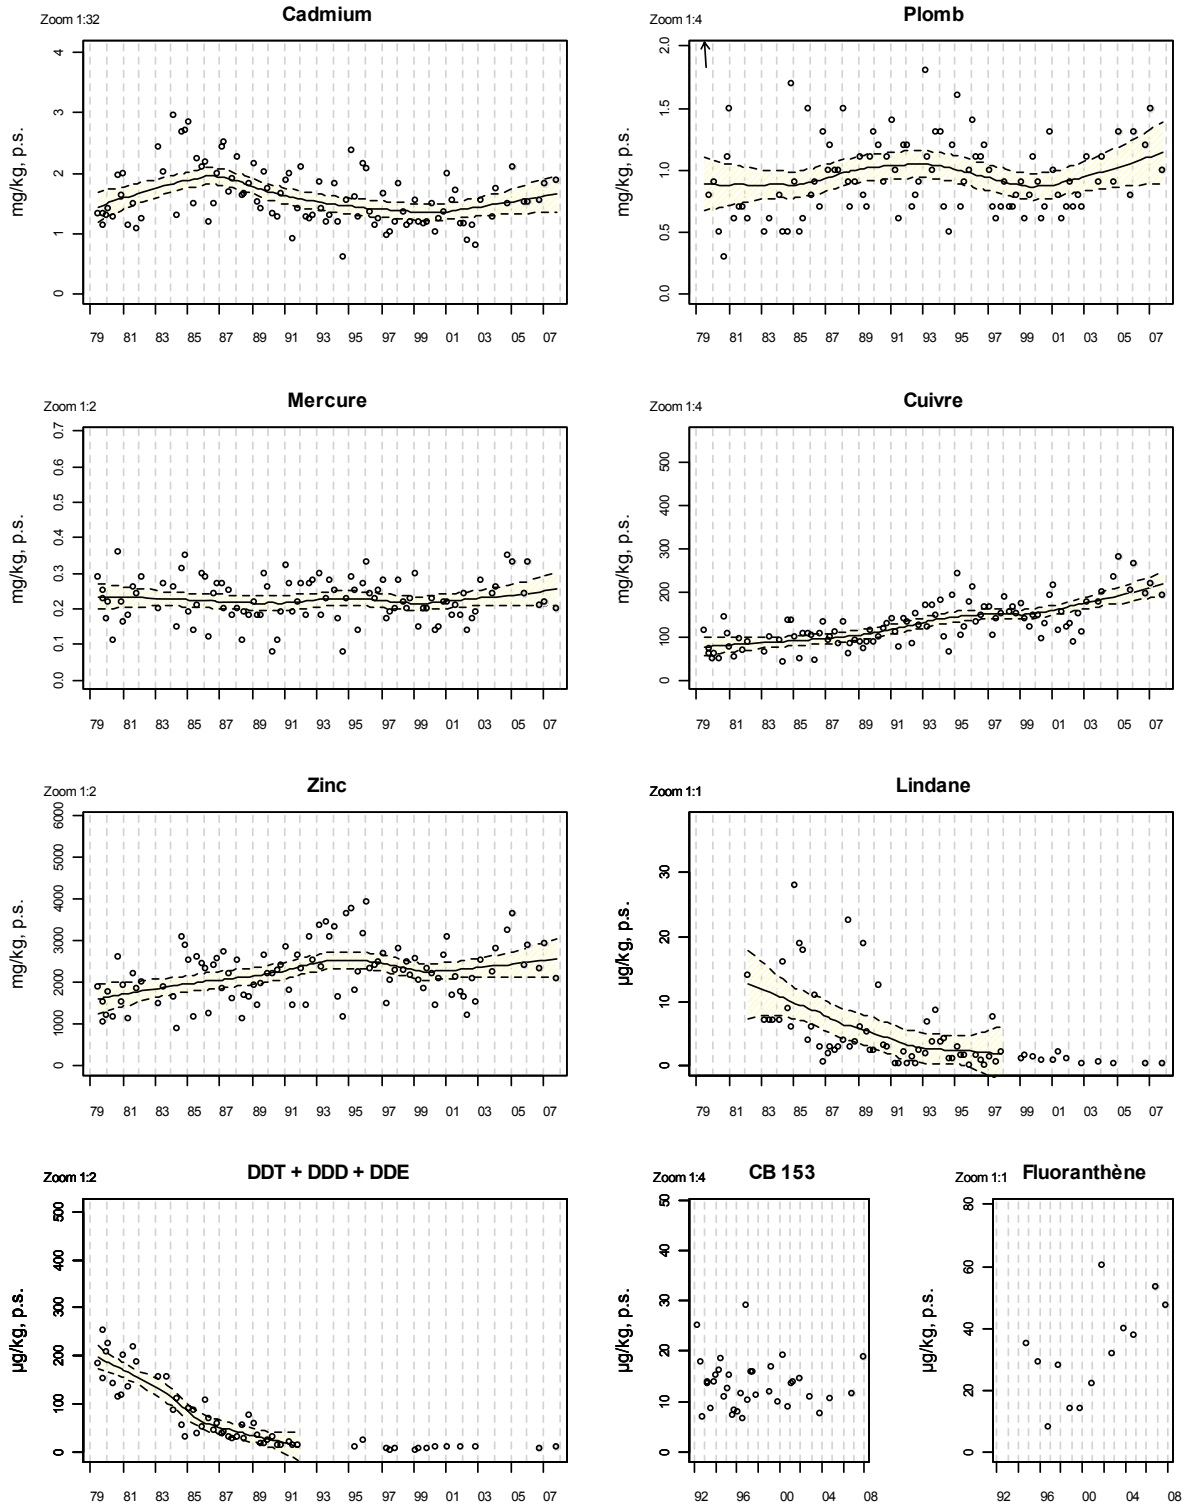 Zoom 1:32
Cadmium
mg/kg, p.s.
4
3
2
1
0
79 81 83 85 87 89 91 93 95 97 99 01 03 05 07
Zoom 1:4
Plomb
mg/kg, p.s.
2.0
1.5
1.0
0.5
0.0
79 81 83 85 87 89 91 93 95 97 99 01 03 05 07
Zoom 1:2
Mercure
mg/kg, p.s.
0.7
0.6
0.5
0.4
0.3
0.2
0.1
0.0
79 81 83 85 87 89 91 93 95 97 99 01 03 05 07
Zoom 1:4
Cuivre
mg/kg, p.s.
500
400
300
200
100
0
79 81 83 85 87 89 91 93 95 97 99 01 03 05 07
Zoom 1:2
Zinc
mg/kg, p.s.
6000
5000
4000
3000
2000
1000
0
79 81 83 85 87 89 91 93 95 97 99 01 03 05 07
Zoom 1:1
Lindane
µg/kg, p.s.
30
20
10
0
79 81 83 85 87 89 91 93 95 97 99 01 03 05 07
Zoom 1:2
DDT + DDD + DDE
µg/kg, p.s.
500
400
300
200
100
0
79 81 83 85 87 89 91 93 95 97 99 01 03 05 07
Zoom 1:4
CB 153
µg/kg, p.s.
50
40
30
20
10
0
92 96 00 04 08
Zoom 1:1
Fluoranthène
µg/kg, p.s.
80
60
40
20
0
92 96 00 04 08